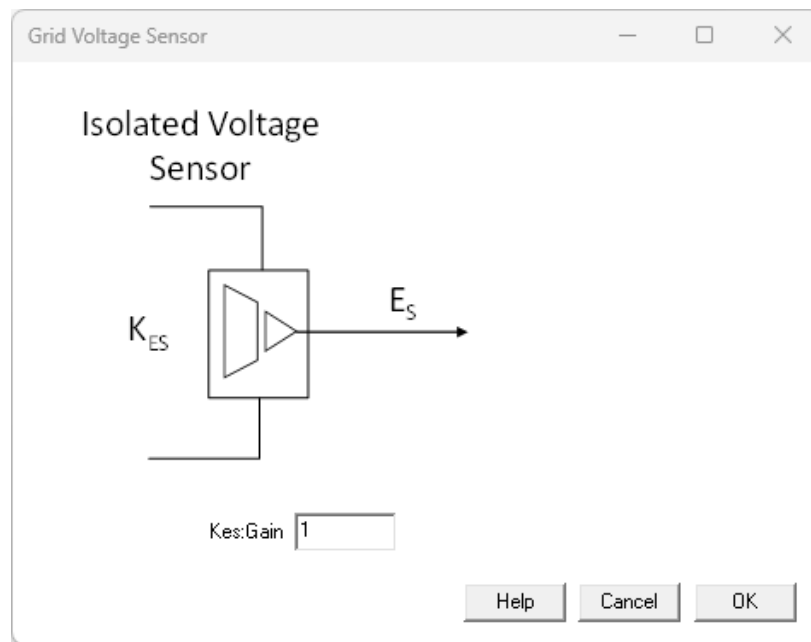 Grid Voltage Sensor
Isolated Voltage
Sensor
E_S
K_ES
Kes:Gain 1
Help Cancel OK